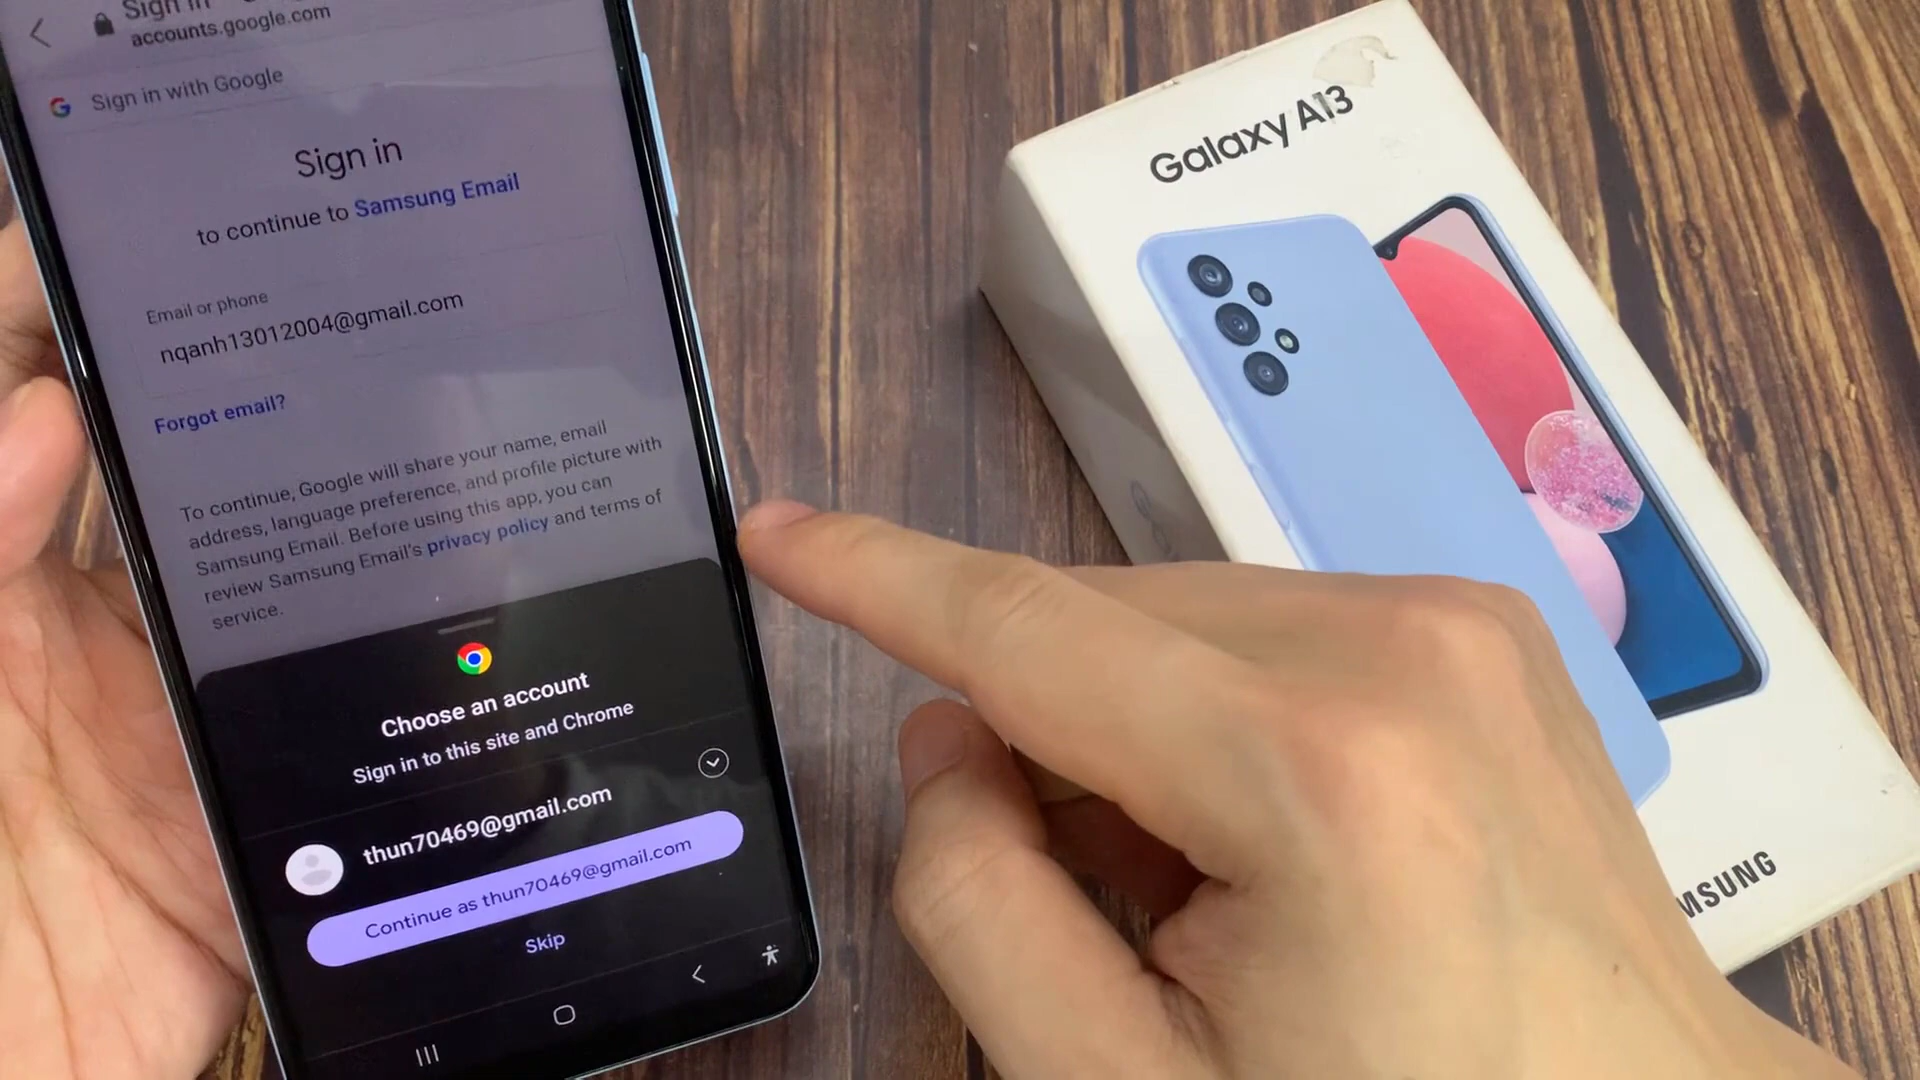 Sign in
accounts.google.com
Sign in with Google
Sign in
to continue to Samsung Email
Email or phone
nqanh13012004@gmail.com
Forgot email?
To continue, Google will share your name, email
address, language preference, and profile picture with
Samsung Email. Before using this app, you can
review Samsung Email's privacy policy and terms of
service.
Choose an account
Sign in to this site and Chrome
thun70469@gmail.com
Continue as thun70469@gmail.com
Skip
Galaxy A13
MSUNG